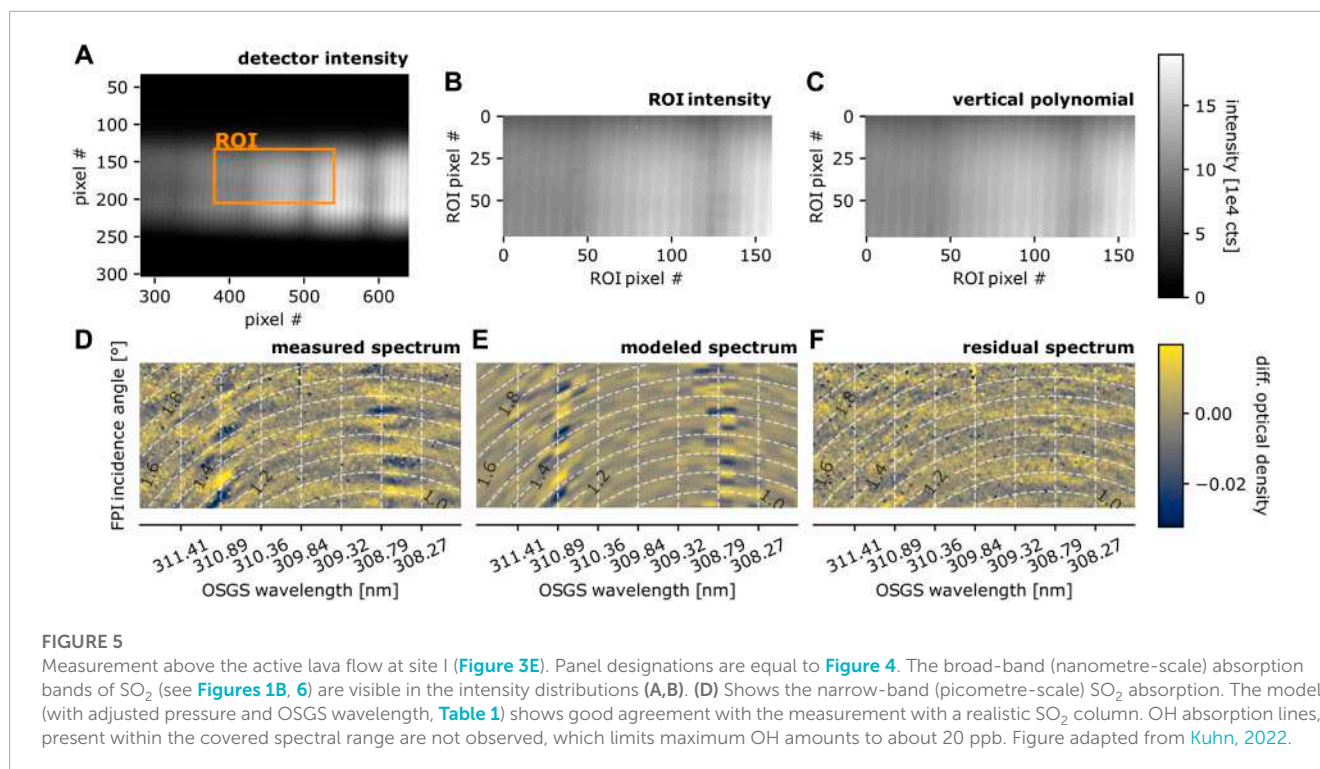 A
detector intensity
50
100
150
200
250
300
pixel #
ROI
300 400 500 600
pixel #
B
ROI intensity
0
25
50
ROI pixel #
0 50 100 150
ROI pixel #
C
vertical polynomial
0
25
50
ROI pixel #
0 50 100 150
ROI pixel #
15
10
5
0
intensity [1e4 cts]
D
measured spectrum
FPI incidence angle [º]
1.8
1.6
1.4
1.2
1.0
311.41 310.89 310.36 309.84 309.32 308.79 308.27
OSGS wavelength [nm]
E
modeled spectrum
1.8
1.6
1.4
1.2
1.0
311.41 310.89 310.36 309.84 309.32 308.79 308.27
OSGS wavelength [nm]
F
residual spectrum
1.8
1.6
1.4
1.2
1.0
311.41 310.89 310.36 309.84 309.32 308.79 308.27
OSGS wavelength [nm]
0.00
−0.02
diff. optical density
FIGURE 5
Measurement above the active lava flow at site I (Figure 3E). Panel designations are equal to Figure 4. The broad-band (nanometre-scale) absorption
bands of SO₂ (see Figures 1B, 6) are visible in the intensity distributions (A,B). (D) Shows the narrow-band (picometre-scale) SO₂ absorption. The model
(with adjusted pressure and OSGS wavelength, Table 1) shows good agreement with the measurement with a realistic SO₂ column. OH absorption lines,
present within the covered spectral range are not observed, which limits maximum OH amounts to about 20 ppb. Figure adapted from Kuhn, 2022.